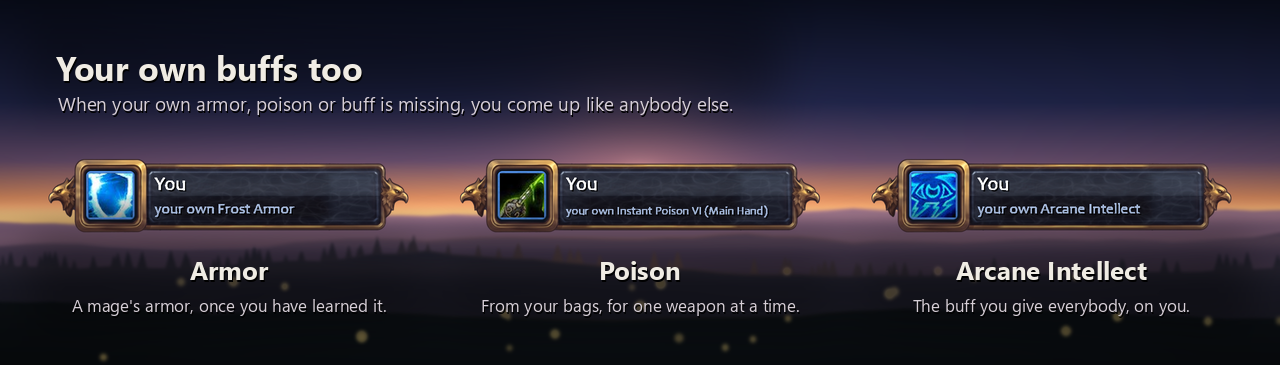 Your own buffs too
When your own armor, poison or buff is missing, you come up like anybody else.
You
your own Frost Armor
You
your own Instant Poison VI (Main Hand)
You
your own Arcane Intellect
Armor
A mage's armor, once you have learned it.
Poison
From your bags, for one weapon at a time.
Arcane Intellect
The buff you give everybody, on you.